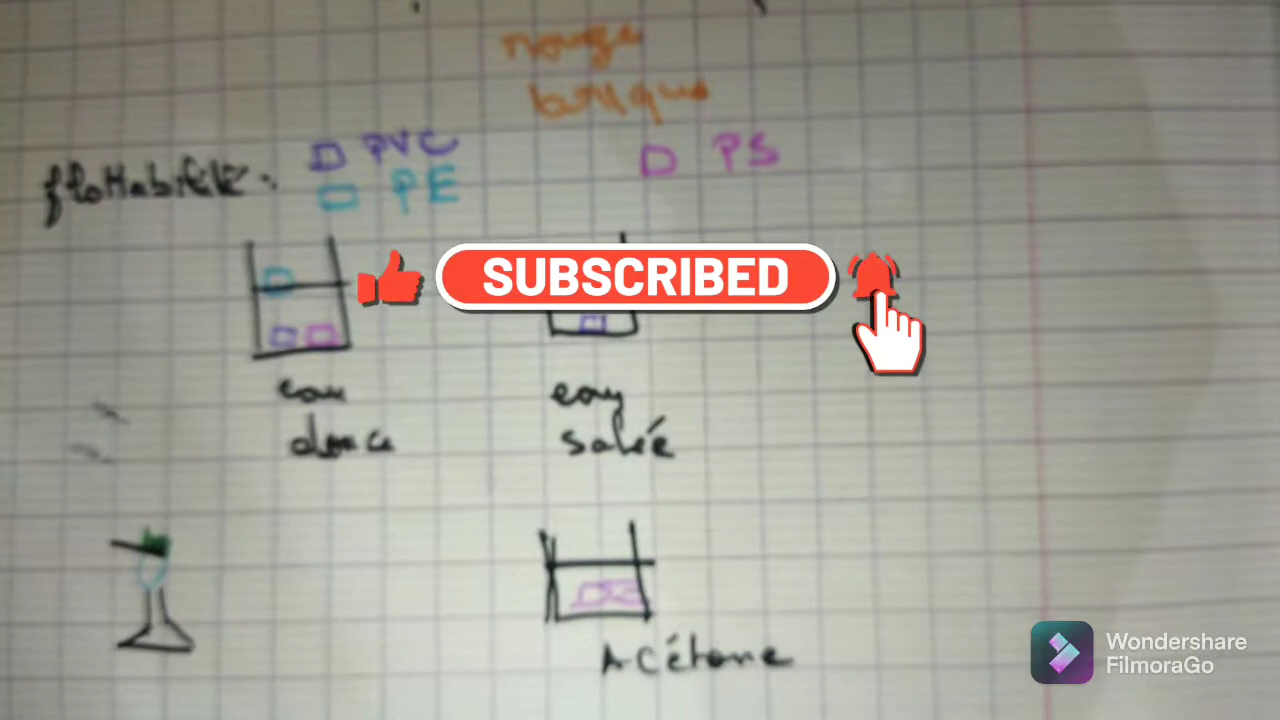 rouge
brique
flottabilité :
PVC
PS
PE
SUBSCRIBED
eau
eau
douce
salée
Acétone
Wondershare
FilmoraGo